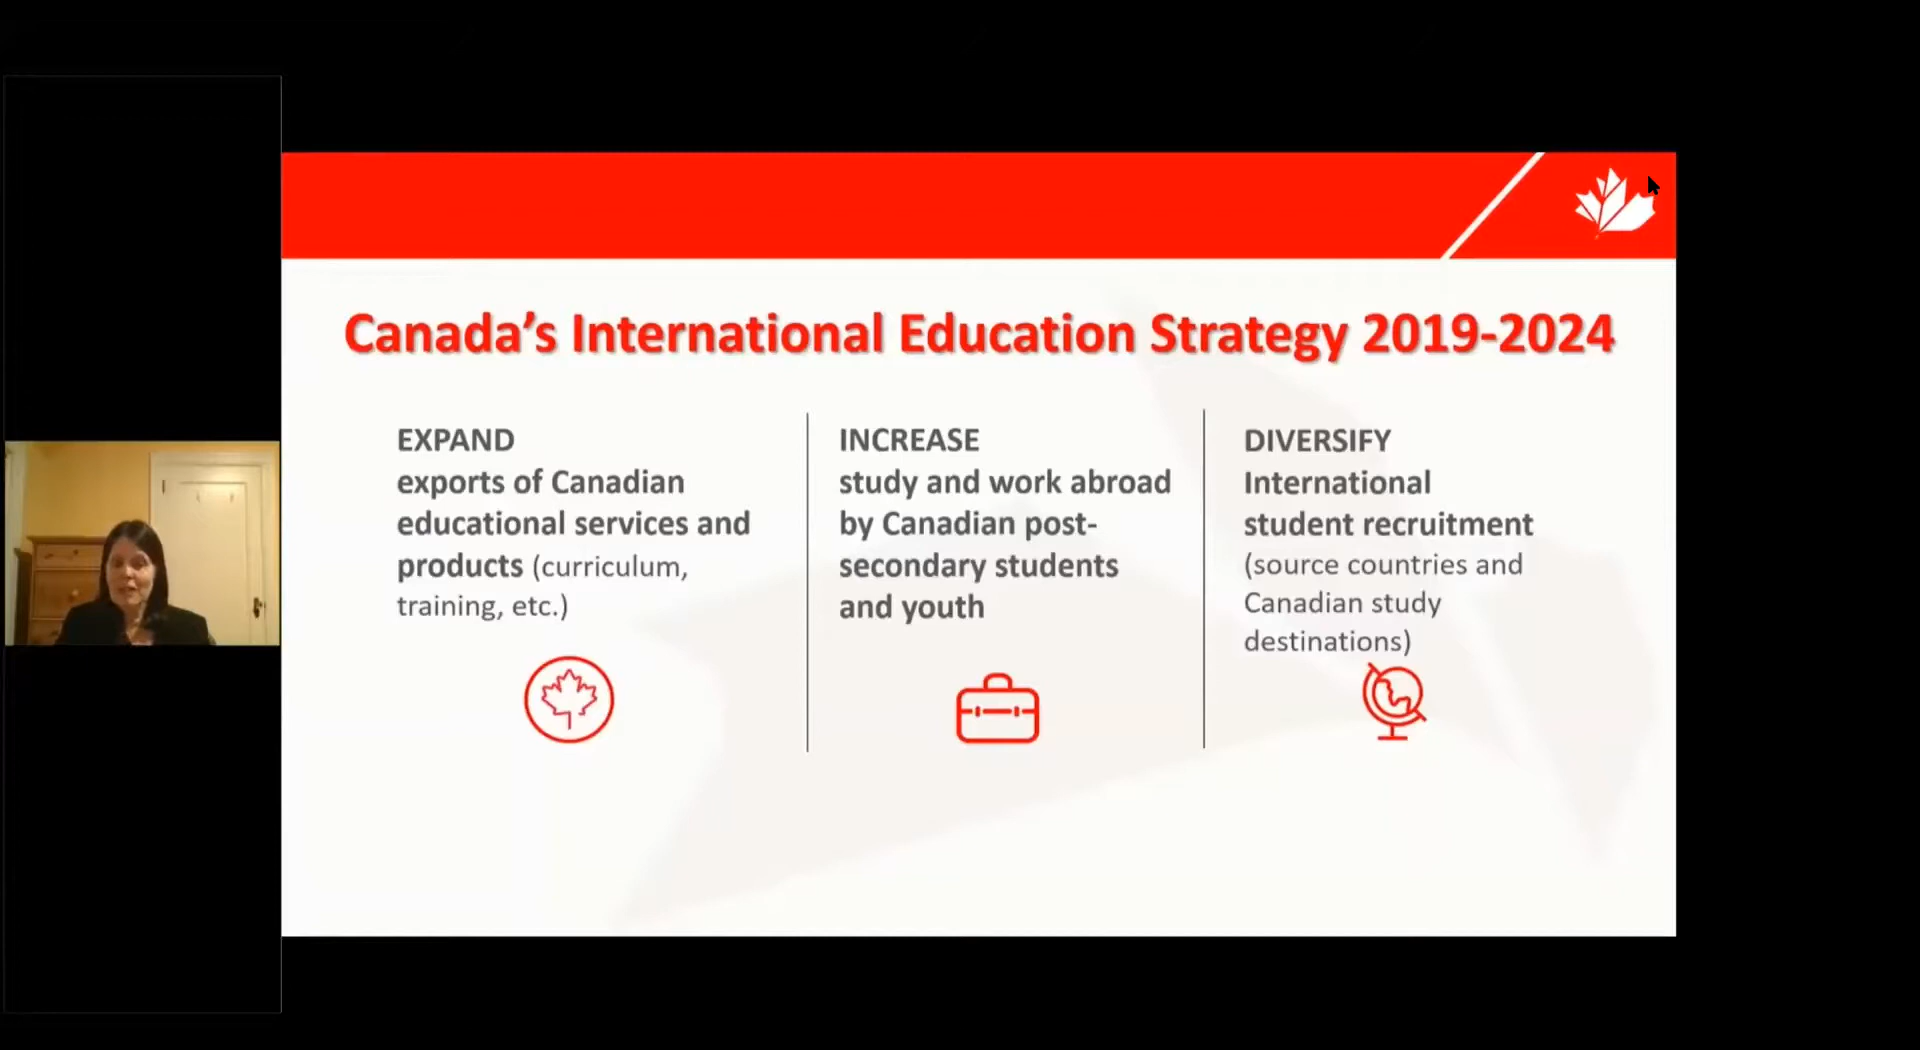 Canada’s International Education Strategy 2019-2024
EXPAND
exports of Canadian
educational services and
products (curriculum,
training, etc.)
INCREASE
study and work abroad
by Canadian post-
secondary students
and youth
DIVERSIFY
International
student recruitment
(source countries and
Canadian study
destinations)